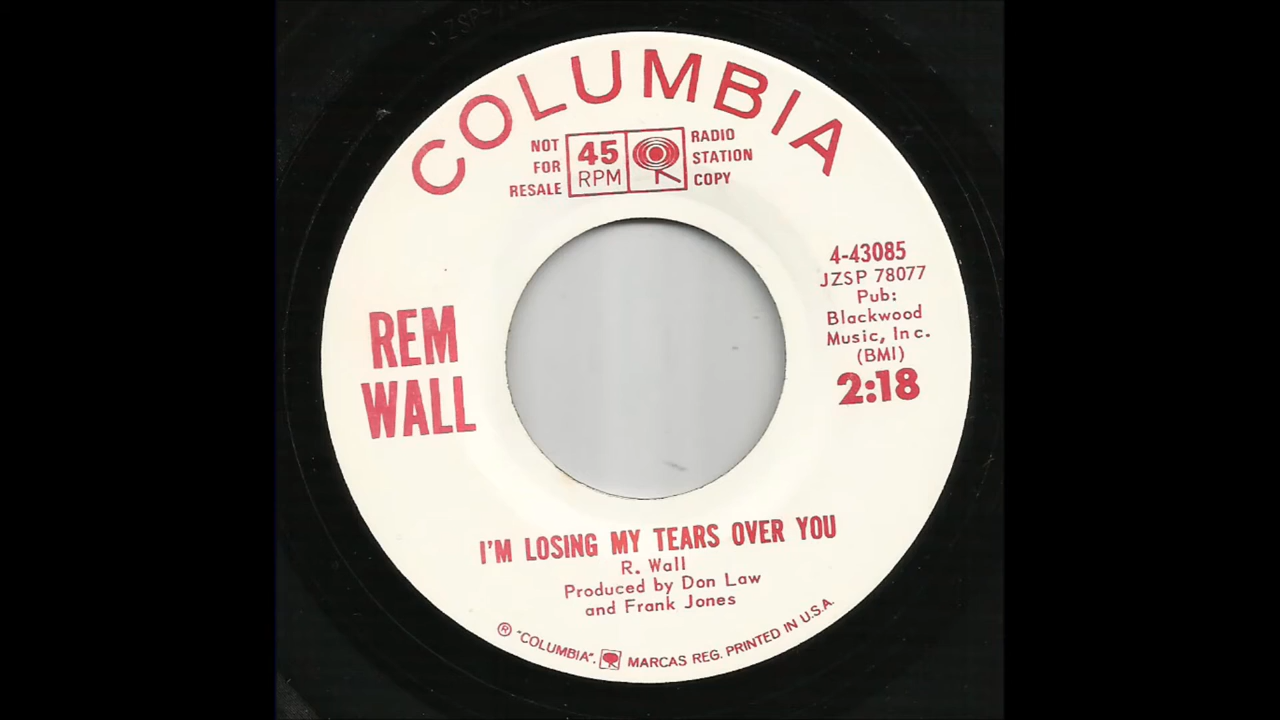 COLUMBIA
NOT
FOR
RESALE
45
RPM
RADIO
STATION
COPY
4-43085
JZSP 78077
Pub:
Blackwood
Music, Inc.
(BMI)
2:18
REM
WALL
I'M LOSING MY TEARS OVER YOU
R. Wall
Produced by Don Law
and Frank Jones
® "COLUMBIA". MARCAS REG. PRINTED IN U.S.A.